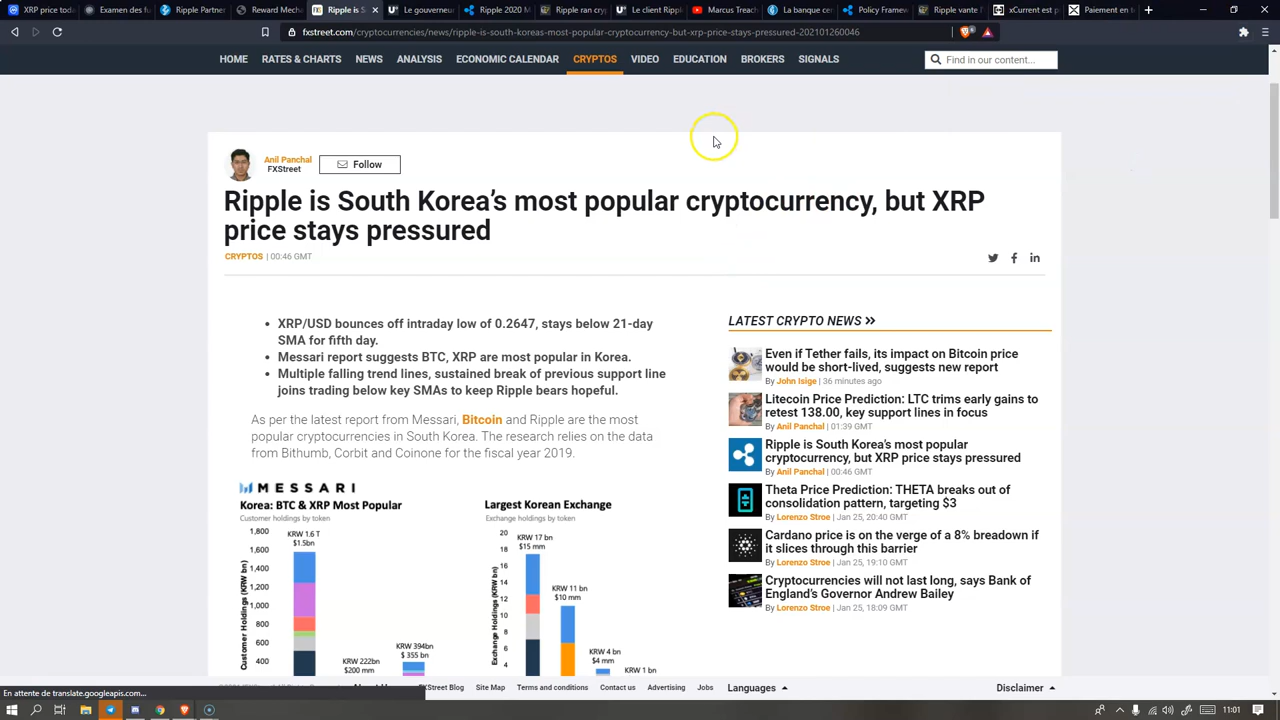 XRP price tod
Examen du
Ripple Partner
Reward Mecha
Ripl
Ripple 2020 M
Ripple ran cry
Le client Ripp
Marcus Treach
La banque cen
Policy Framew
Ripple vante l
xCurrent est p
Paiement en t
fxstreet.com/cryptocurrencies/news/ripple-is-south-koreas-most-popular-cryptocurrency-but-xrp-price-stays-pressured-202101260046
HOME RATES & CHARTS NEWS ANALYSIS ECONOMIC CALENDAR CRYPTOS VIDEO EDUCATION BROKERS SIGNALS
Find in our content...
Anil Panchal
FXStreet
Follow
Ripple is South Korea's most popular cryptocurrency, but XRP
price stays pressured
CRYPTOS | 00:46 GMT
• XRP/USD bounces off intraday low of 0.2647, stays below 21-day
SMA for fifth day.
• Messari report suggests BTC, XRP are most popular in Korea.
• Multiple falling trend lines, sustained break of previous support line
joins trading below key SMAs to keep Ripple bears hopeful.
As per the latest report from Messari, Bitcoin and Ripple are the most
popular cryptocurrencies in South Korea. The research relies on the data
from Bithumb, Corbit and Coinone for the fiscal year 2019.
MESSARI
Korea: BTC & XRP Most Popular
Customer holdings by token
1,800
1,600
1,400
1,200
1,000
800
600
400
Customer Holdings (KRW bn)
KRW 1.6 T
$1.5bn
KRW 222bn
$200 mm
KRW 394bn
$ 355 bn
Largest Korean Exchange
Exchange holdings by token
20
18
16
14
12
10
8
6
4
Exchange Holdings (KRW bn)
KRW 17 bn
$15 mm
KRW 11 bn
$10 mm
KRW 4 bn
$4 mm
KRW 1 bn
LATEST CRYPTO NEWS
Even if Tether fails, its impact on Bitcoin price
would be short-lived, suggests new report
By John Isige | 36 minutes ago
Litecoin Price Prediction: LTC trims early gains to
retest 138.00, key support lines in focus
By Anil Panchal | 01:39 GMT
Ripple is South Korea's most popular
cryptocurrency, but XRP price stays pressured
By Anil Panchal | 00:46 GMT
Theta Price Prediction: THETA breaks out of
consolidation pattern, targeting $3
By Lorenzo Stroe | Jan 25, 20:40 GMT
Cardano price is on the verge of a 8% breakdown if
it slices through this barrier
By Lorenzo Stroe | Jan 25, 19:10 GMT
Cryptocurrencies will not last long, says Bank of
England's Governor Andrew Bailey
By Lorenzo Stroe | Jan 25, 18:09 GMT
En attente de translate.googleapis.com...
FXStreet Blog Site Map Terms and conditions Contact us Advertising Jobs Languages Disclaimer
11:01